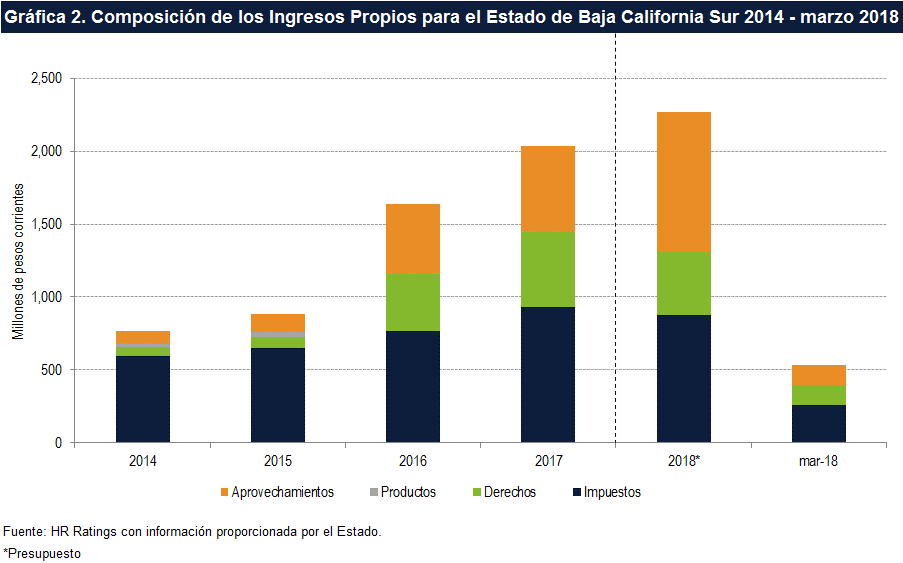 Gráfica 2. Composición de los Ingresos Propios para el Estado de Baja California Sur 2014 - marzo 2018
Millones de pesos corrientes
2,500
2,000
1,500
1,000
500
0
2014 2015 2016 2017 2018* mar-18
Aprovechamientos Productos Derechos Impuestos
Fuente: HR Ratings con información proporcionada por el Estado.
*Presupuesto